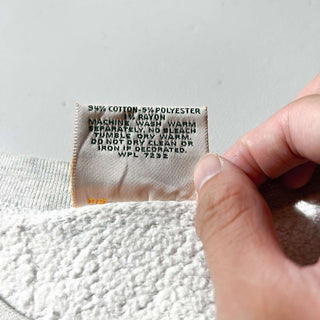 94% COTTON-5% POLYESTER
1% RAYON
MACHINE WASH WARM
SEPARATELY, NO BLEACH
TUMBLE DRY WARM.
DO NOT DRY CLEAN OR
IRON IF DECORATED.
WPL 7232